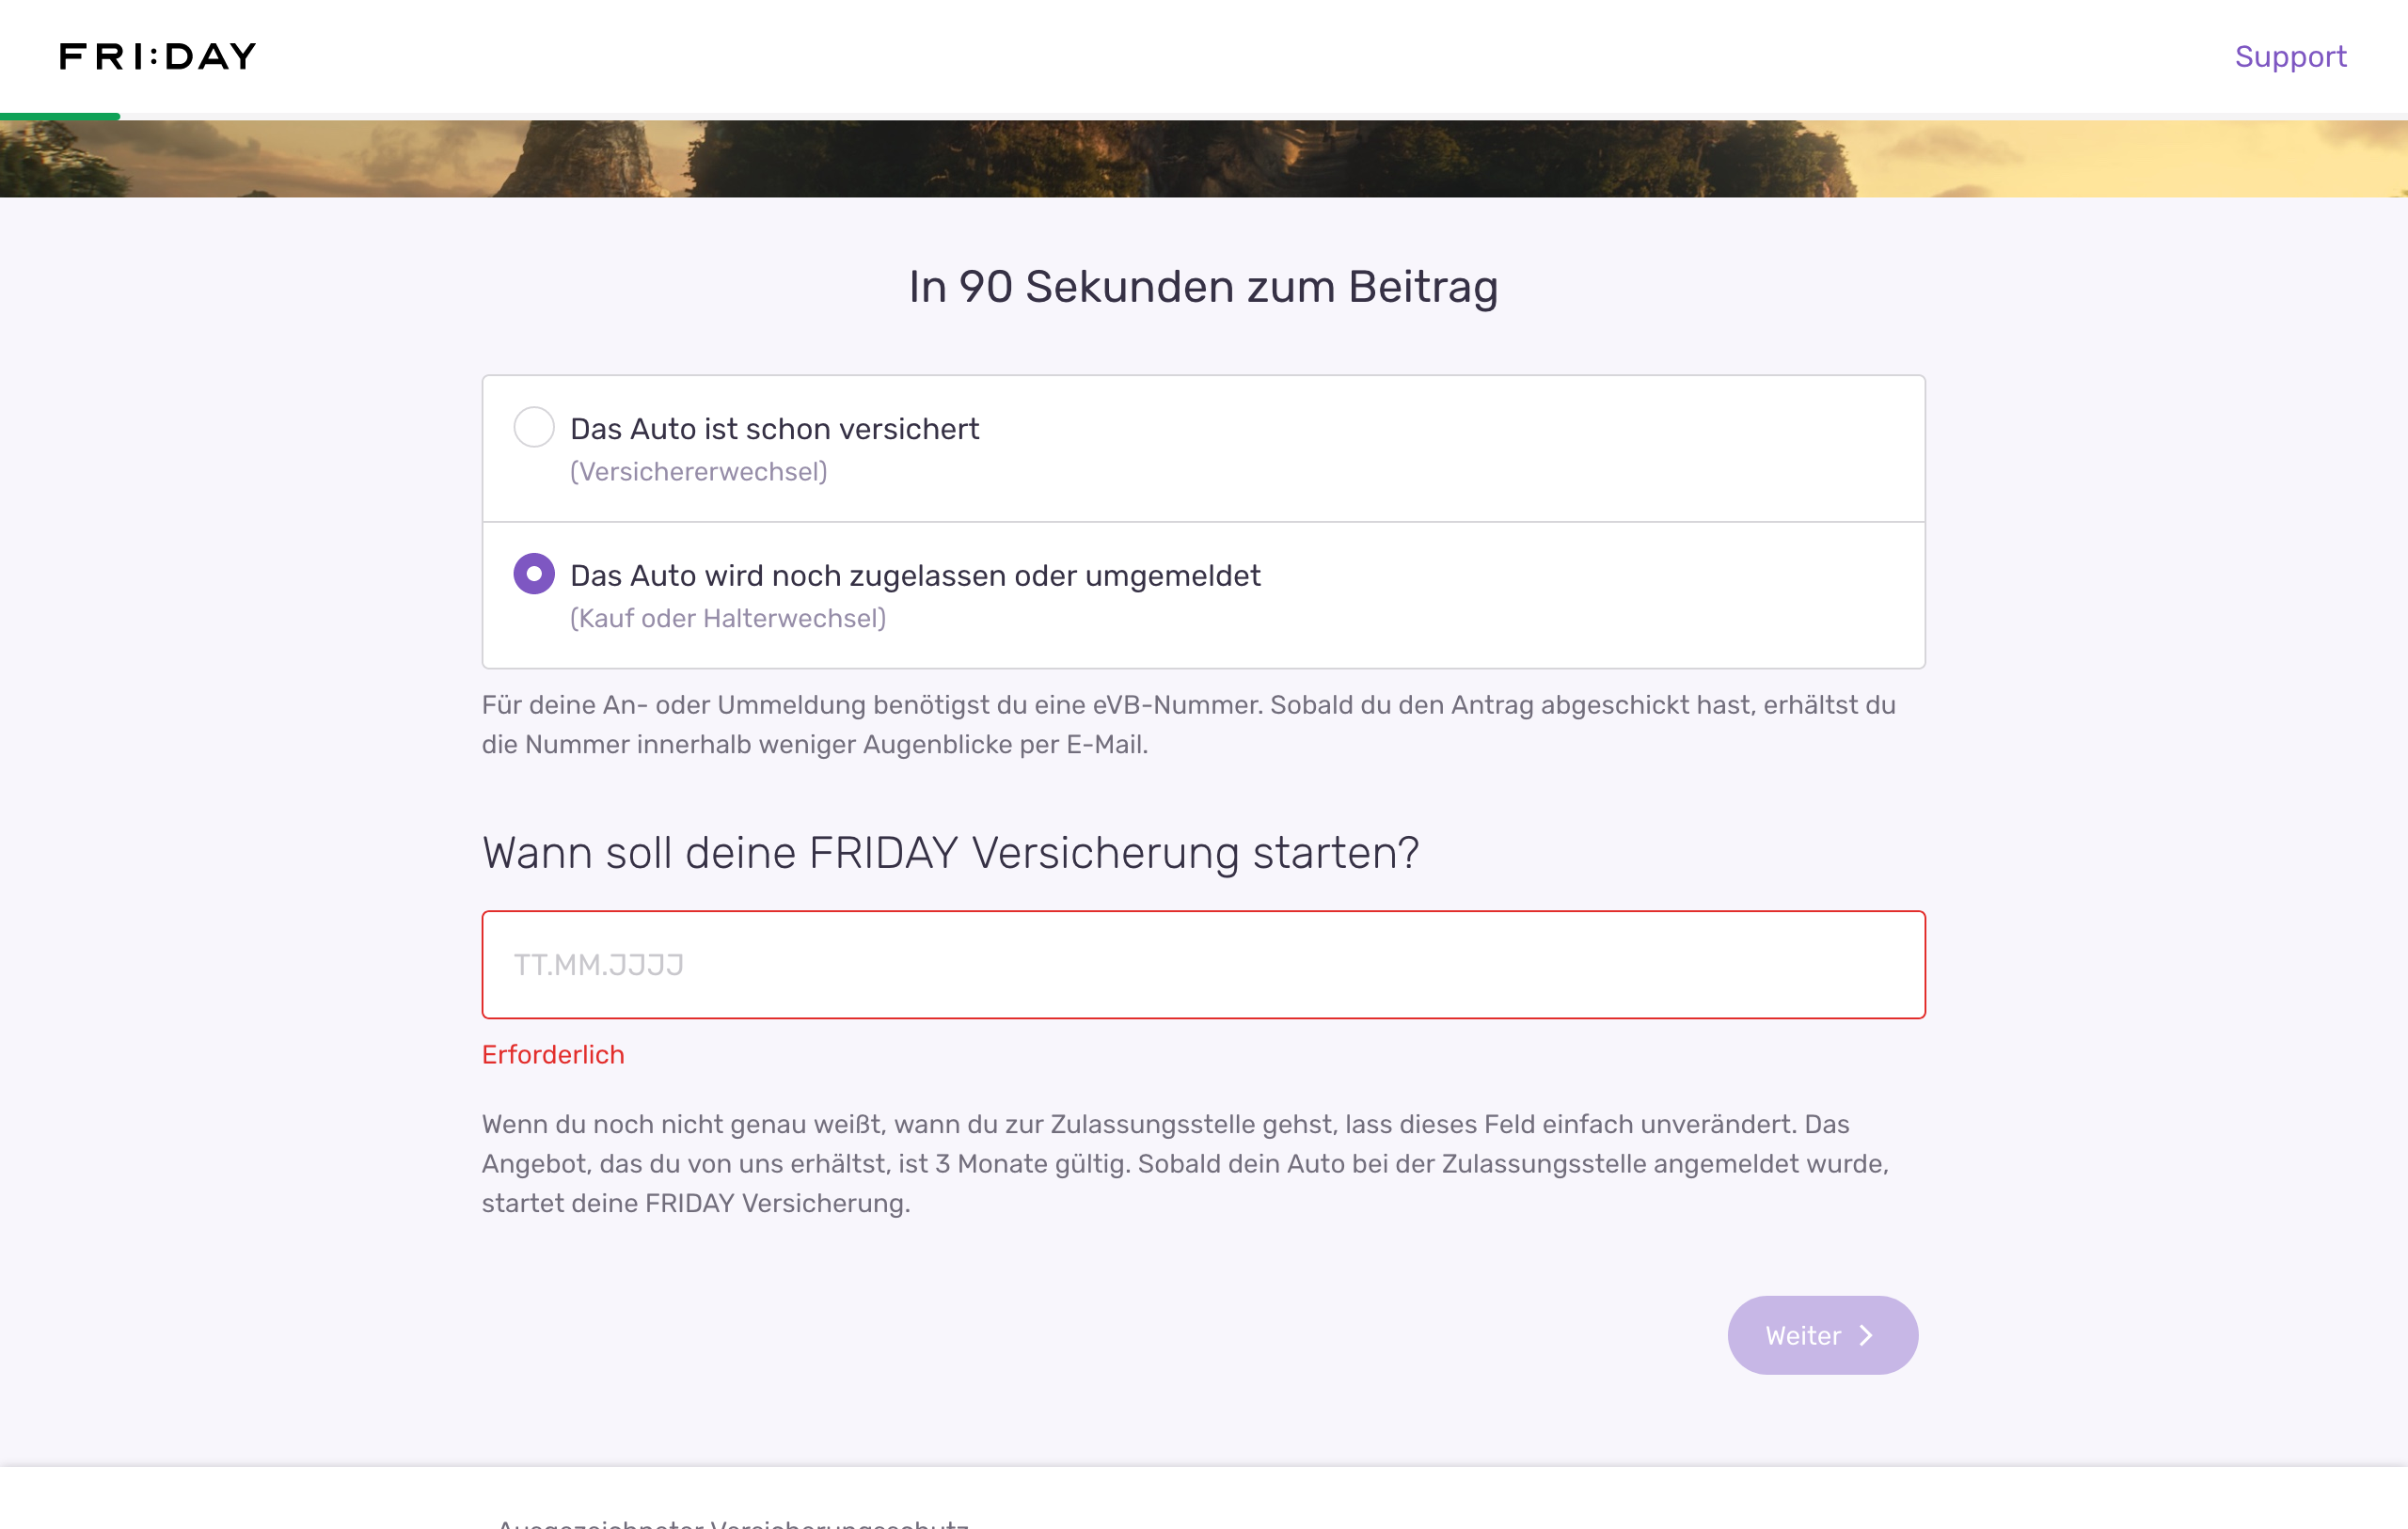 FRI:DAY
Support
In 90 Sekunden zum Beitrag
Das Auto ist schon versichert
(Versichererwechsel)
Das Auto wird noch zugelassen oder umgemeldet
(Kauf oder Halterwechsel)
Für deine An- oder Ummeldung benötigst du eine eVB-Nummer. Sobald du den Antrag abgeschickt hast, erhältst du
die Nummer innerhalb weniger Augenblicke per E-Mail.
Wann soll deine FRIDAY Versicherung starten?
TT.MM.JJJJ
Erforderlich
Wenn du noch nicht genau weißt, wann du zur Zulassungsstelle gehst, lass dieses Feld einfach unverändert. Das
Angebot, das du von uns erhältst, ist 3 Monate gültig. Sobald dein Auto bei der Zulassungsstelle angemeldet wurde,
startet deine FRIDAY Versicherung.
Weiter
Ausgezeichneter Versicherungsschutz